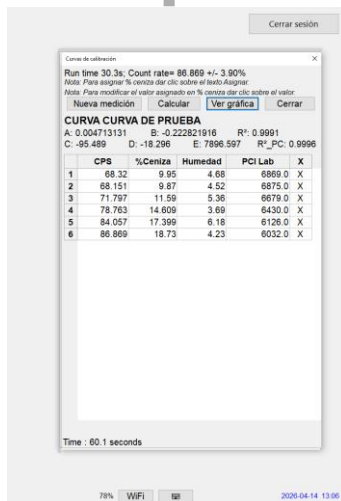 Cerrar sesión
Curvas de calibración X
Run time 30.3s; Count rate= 86.869 +/- 3.90%
Nota: Para asignar % ceniza dar clic sobre el texto Asignar.
Nota: Para modificar el valor asignado en % ceniza dar clic sobre el valor.
Nueva medición Calcular Ver gráfica Cerrar
CURVA CURVA DE PRUEBA
A: 0.004713131 B: -0.222821916 R²: 0.9991
C: -95.489 D: -18.296 E: 7896.597 R²_PC: 0.9996
CPS %Ceniza Humedad PCI Lab X
1 68.32 9.95 4.68 6869.0 X
2 68.151 9.87 4.52 6875.0 X
3 71.797 11.59 5.36 6679.0 X
4 78.763 14.609 3.69 6430.0 X
5 84.057 17.399 6.18 6126.0 X
6 86.869 18.73 4.23 6032.0 X
Time : 60.1 seconds
78% WiFi 2026-04-14 13:06